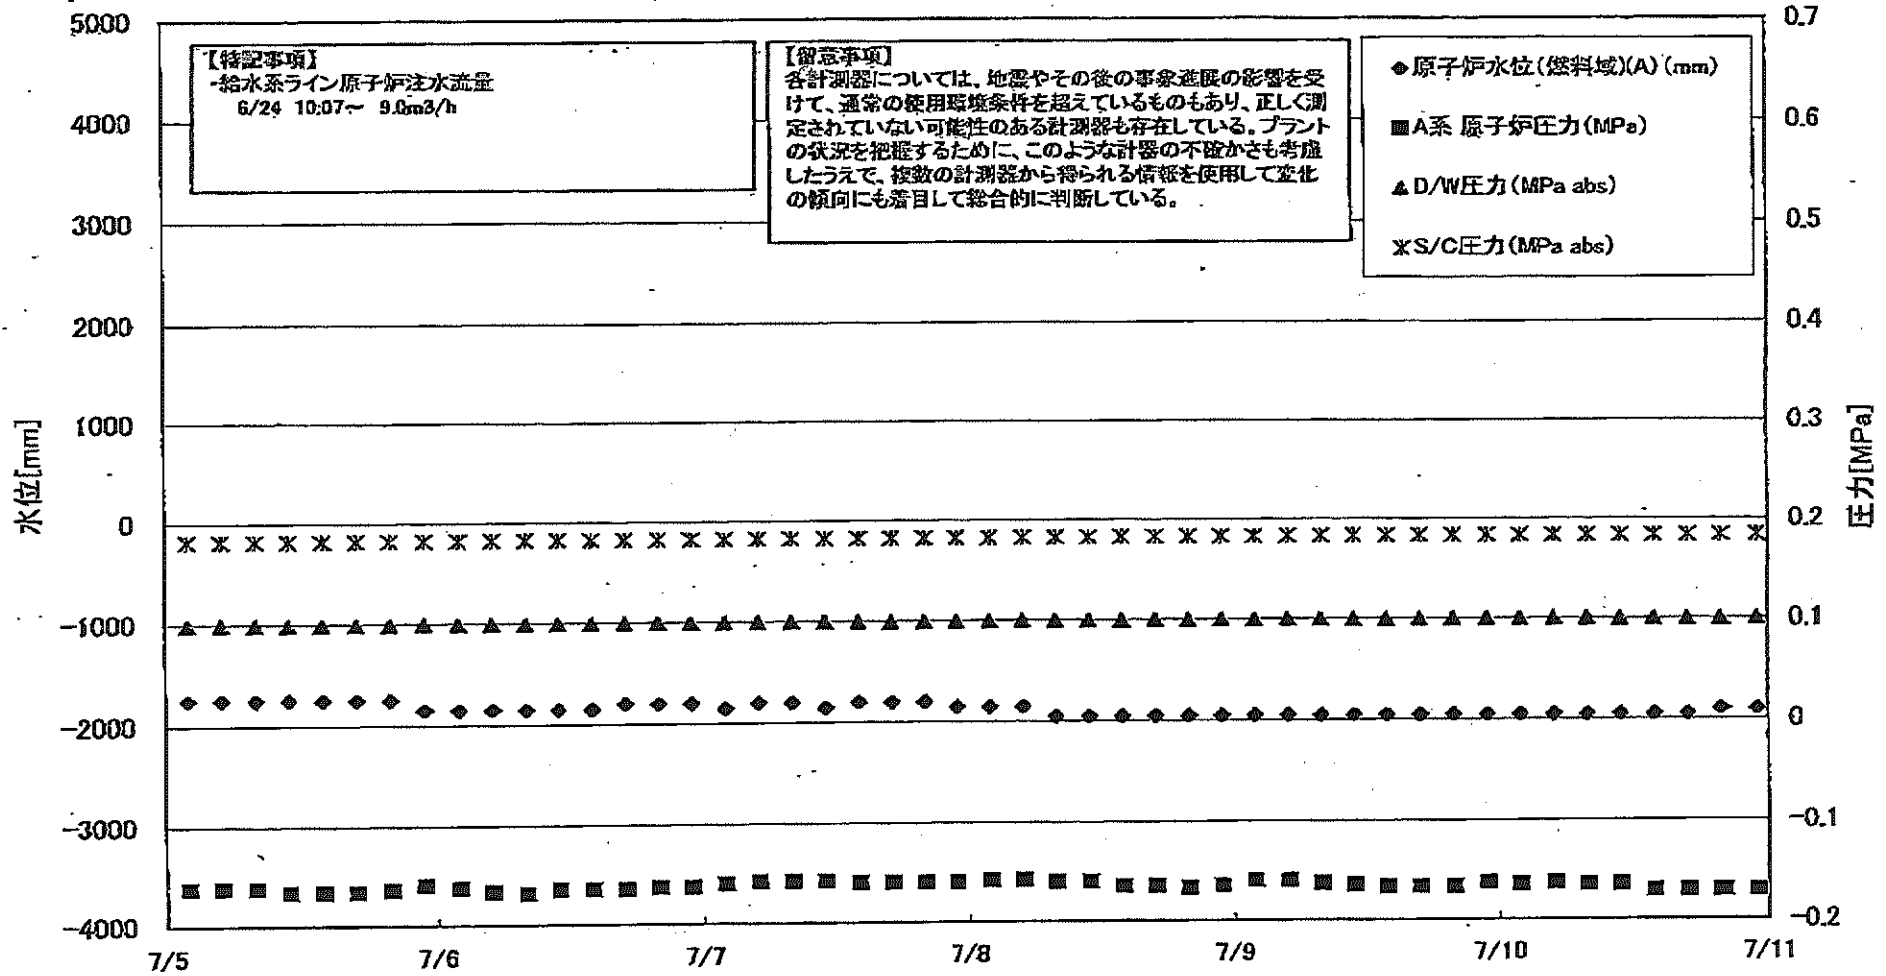 【特記事項】
・給水系ライン原子炉注水流量
6/24 10:07～ 9.0m3/h
【留意事項】
各計測器については、地震やその後の事象進展の影響を受
けて、通常の使用環境条件を超えているものもあり、正しく測
定されていない可能性のある計測器も存在している。プラント
の状況を把握するために、このような計器の不確かさも考慮
したうえで、複数の計測器から得られる情報を使用して変化
の傾向にも着目して総合的に判断している。
◆原子炉水位(燃料域)(A)(mm)
■A系 原子炉圧力(MPa)
▲D/W圧力(MPa abs)
S/C圧力(MPa abs)
水位[mm]
5000
4000
3000
2000
1000
0
-1000
-2000
-3000
-4000
圧力[MPa]
0.7
0.6
0.5
0.4
0.3
0.2
0.1
0
-0.1
-0.2
7/5 7/6 7/7 7/8 7/9 7/10 7/11